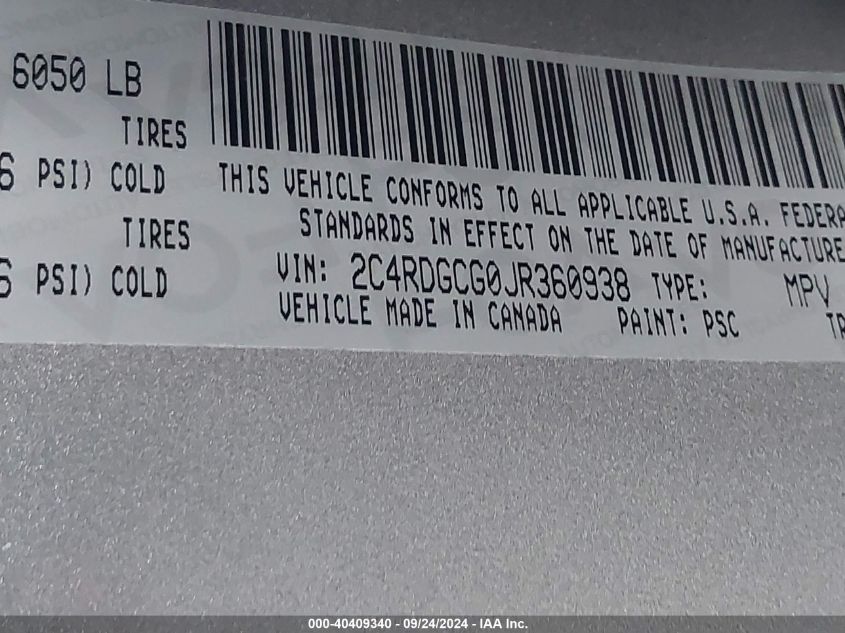 6050 LB
TIRES
6 PSI) COLD
THIS VEHICLE CONFORMS TO ALL APPLICABLE U.S.A. FEDERA
TIRES
STANDARDS IN EFFECT ON THE DATE OF MANUFACTURE
6 PSI) COLD
VIN: 2C4RDGCG0JR360938 TYPE: MPV
VEHICLE MADE IN CANADA PAINT: PSC TR
000-40409340 - 09/24/2024 - IAA Inc.